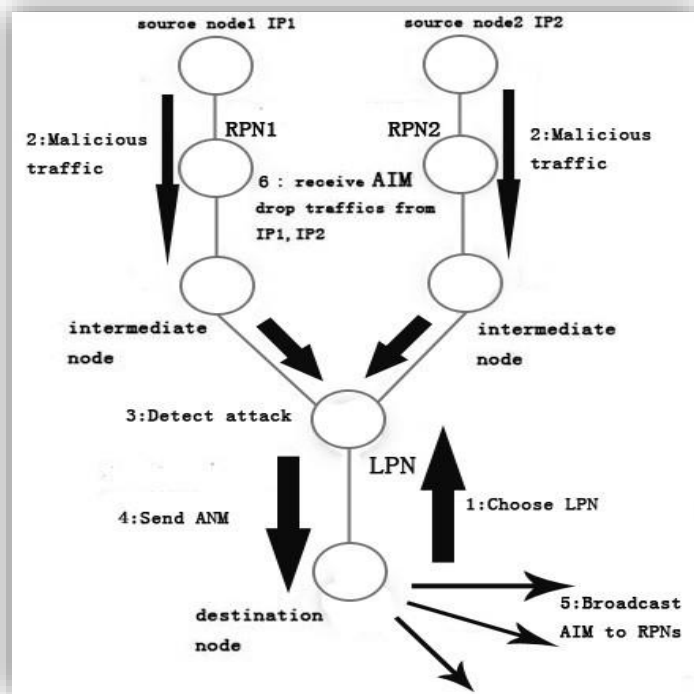 source node1 IP1
source node2 IP2
RPN1
RPN2
2:Malicious
traffic
2:Malicious
traffic
6 : receive AIM
drop traffics from
IP1, IP2
intermediate
node
intermediate
node
3:Detect attack
LPN
4:Send ANM
1:Choose LPN
destination
node
5:Broadcast
AIM to RPNs